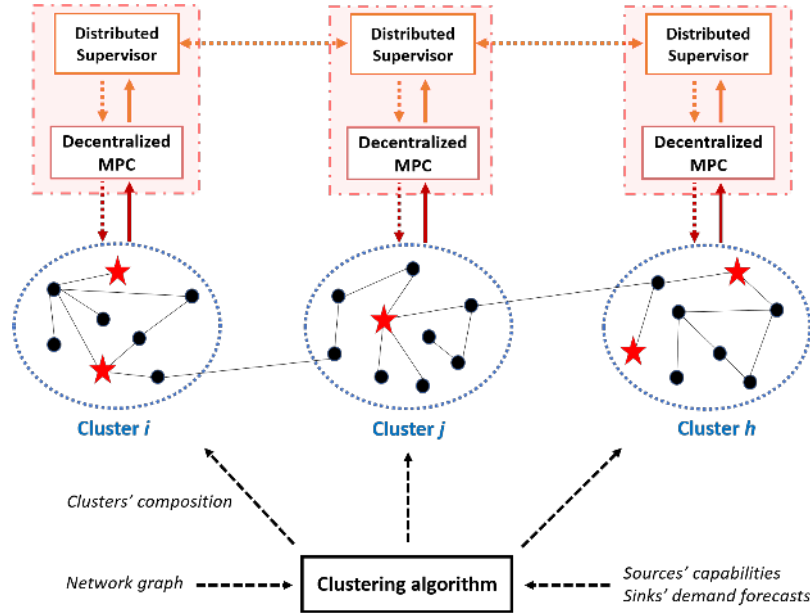 Distributed
Supervisor
Distributed
Supervisor
Distributed
Supervisor
Decentralized
MPC
Decentralized
MPC
Decentralized
MPC
Cluster i
Cluster j
Cluster h
Clusters' composition
Network graph
Clustering algorithm
Sources' capabilities
Sinks' demand forecasts